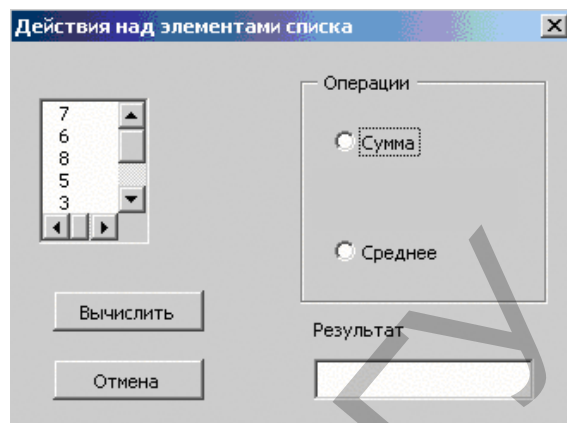 Действия над элементами списка
7
6
8
5
3
Вычислить
Отмена
Операции
Сумма
Среднее
Результат